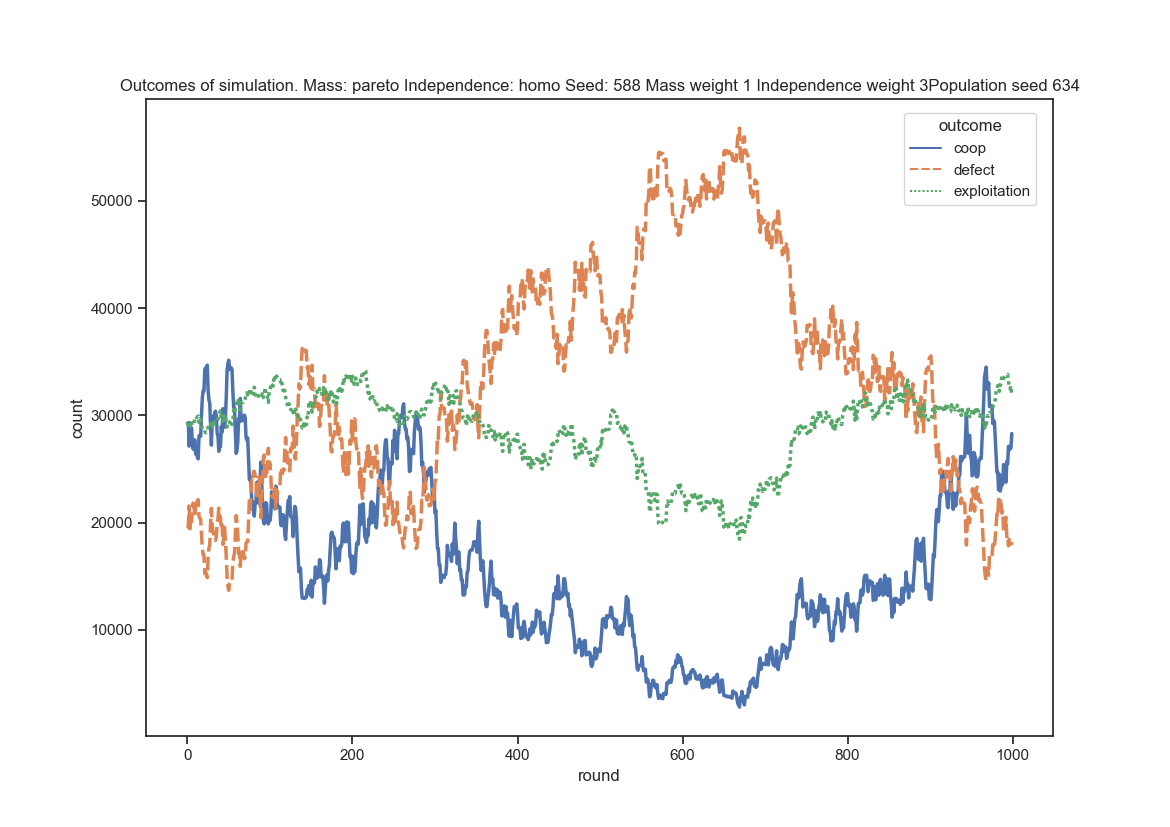 Outcomes of simulation. Mass: pareto Independence: homo Seed: 588 Mass weight 1 Independence weight 3Population seed 634
outcome
coop
defect
exploitation
50000
40000
30000
20000
10000
count
0 200 400 600 800 1000
round